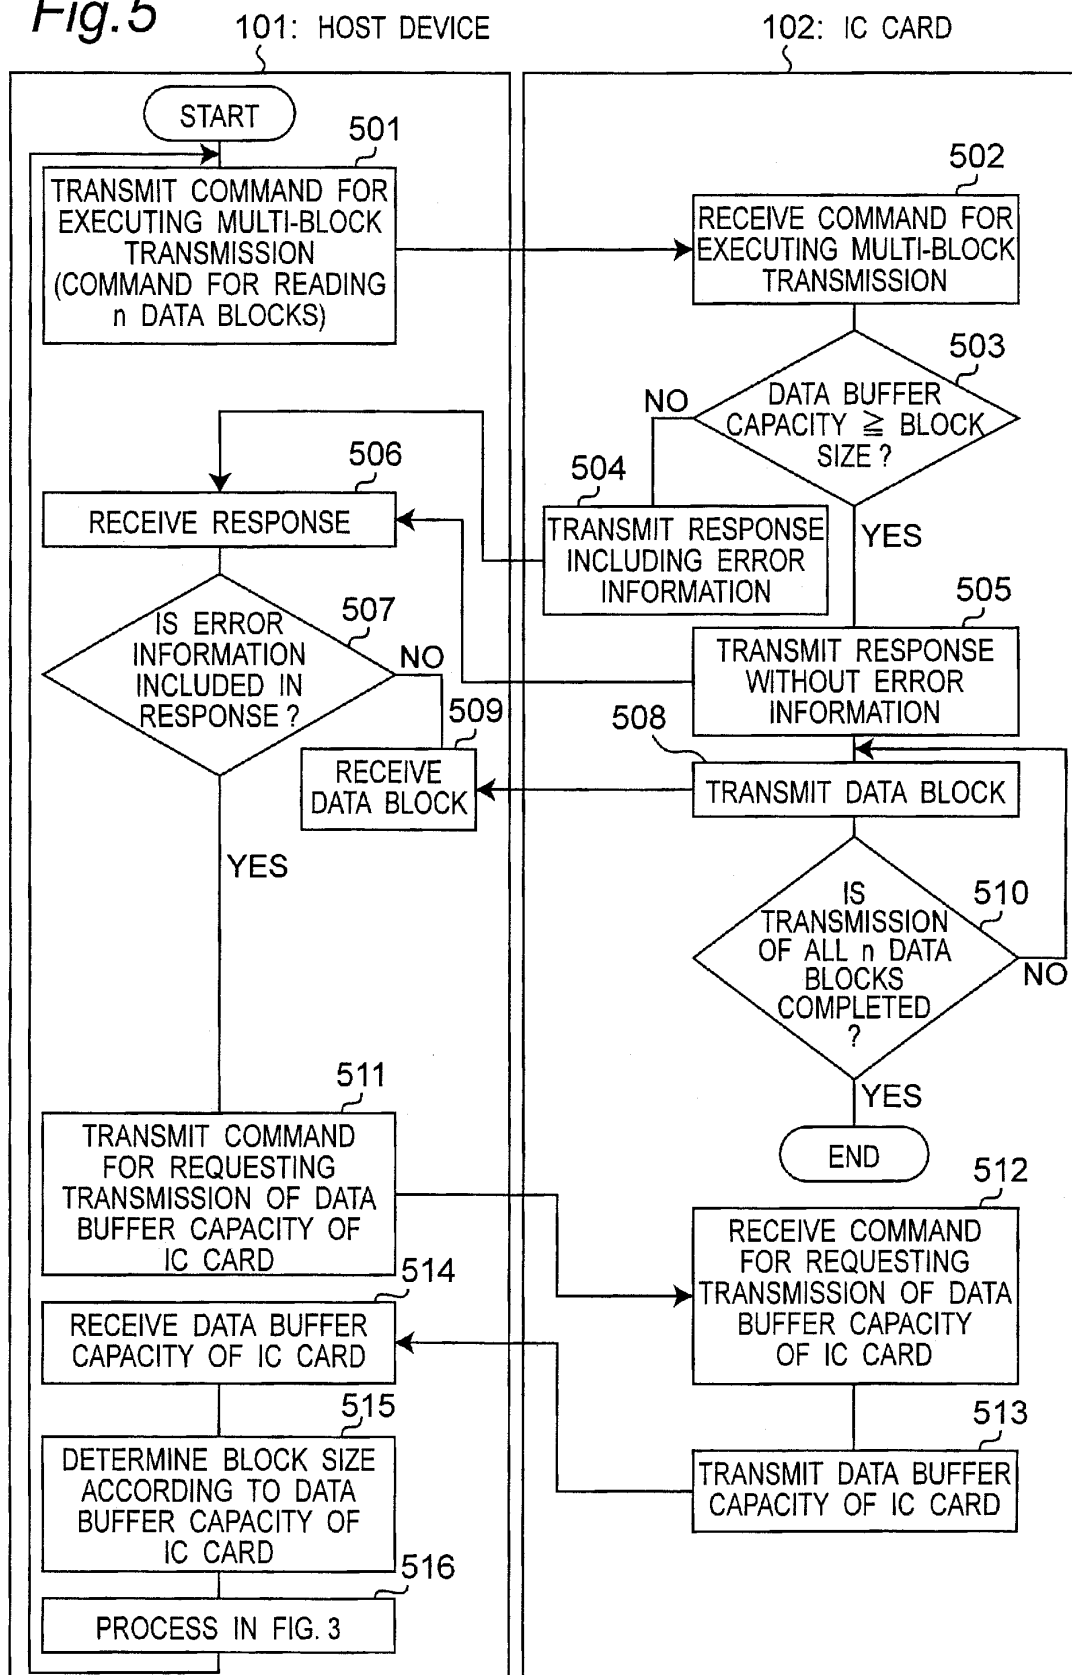 Fig.5
101: HOST DEVICE
102: IC CARD
START
501
TRANSMIT COMMAND FOR
EXECUTING MULTI-BLOCK
TRANSMISSION
(COMMAND FOR READING
n DATA BLOCKS)
502
RECEIVE COMMAND FOR
EXECUTING MULTI-BLOCK
TRANSMISSION
503
DATA BUFFER
CAPACITY ≧ BLOCK
SIZE?
NO
YES
504
TRANSMIT RESPONSE
INCLUDING ERROR
INFORMATION
505
TRANSMIT RESPONSE
WITHOUT ERROR
INFORMATION
506
RECEIVE RESPONSE
507
IS ERROR
INFORMATION
INCLUDED IN
RESPONSE?
NO
YES
508
TRANSMIT DATA BLOCK
509
RECEIVE
DATA BLOCK
510
IS
TRANSMISSION
OF ALL n DATA
BLOCKS
COMPLETED
?
NO
YES
END
511
TRANSMIT COMMAND
FOR REQUESTING
TRANSMISSION OF DATA
BUFFER CAPACITY OF
IC CARD
512
RECEIVE COMMAND
FOR REQUESTING
TRANSMISSION OF DATA
BUFFER CAPACITY
OF IC CARD
513
TRANSMIT DATA BUFFER
CAPACITY OF IC CARD
514
RECEIVE DATA BUFFER
CAPACITY OF IC CARD
515
DETERMINE BLOCK SIZE
ACCORDING TO DATA
BUFFER CAPACITY OF
IC CARD
516
PROCESS IN FIG. 3